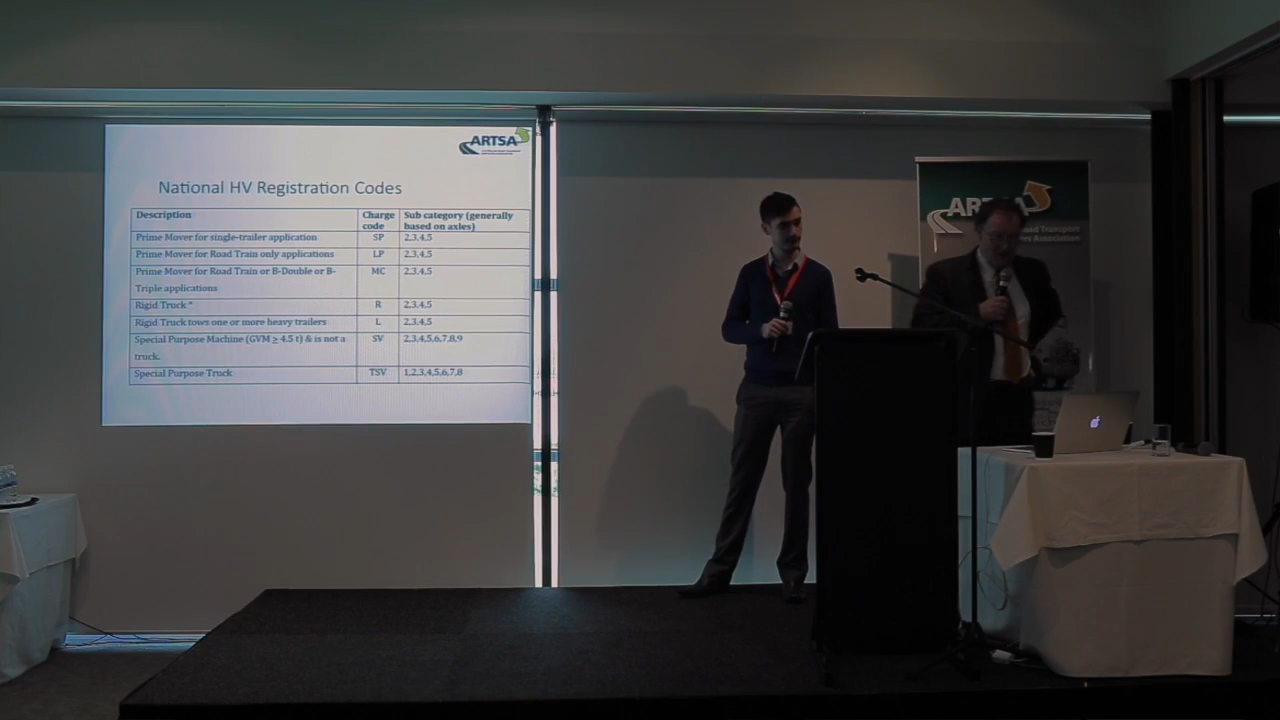 ARTSA
National HV Registration Codes
Description Charge code Sub category (generally based on axles)
Prime Mover for single-trailer application SP 2,3,4,5
Prime Mover for Road Train only applications LP 2,3,4,5
Prime Mover for Road Train or B-Double or B-Triple applications MC 2,3,4,5
Rigid Truck * R 2,3,4,5
Rigid Truck tows one or more heavy trailers L 2,3,4,5
Special Purpose Machine (GVM ≥ 4.5 t) & is not a truck. SV 2,3,4,5,6,7,8,9
Special Purpose Truck TSV 1,2,3,4,5,6,7,8
Road Transport
Association